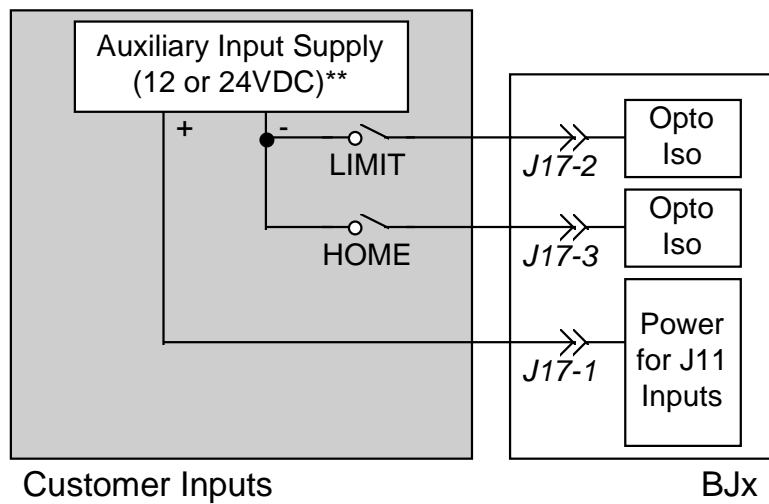 Auxiliary Input Supply
(12 or 24VDC)**
+
-
LIMIT
J17-2
Opto
Iso
HOME
J17-3
Opto
Iso
J17-1
Power
for J11
Inputs
Customer Inputs
BJx